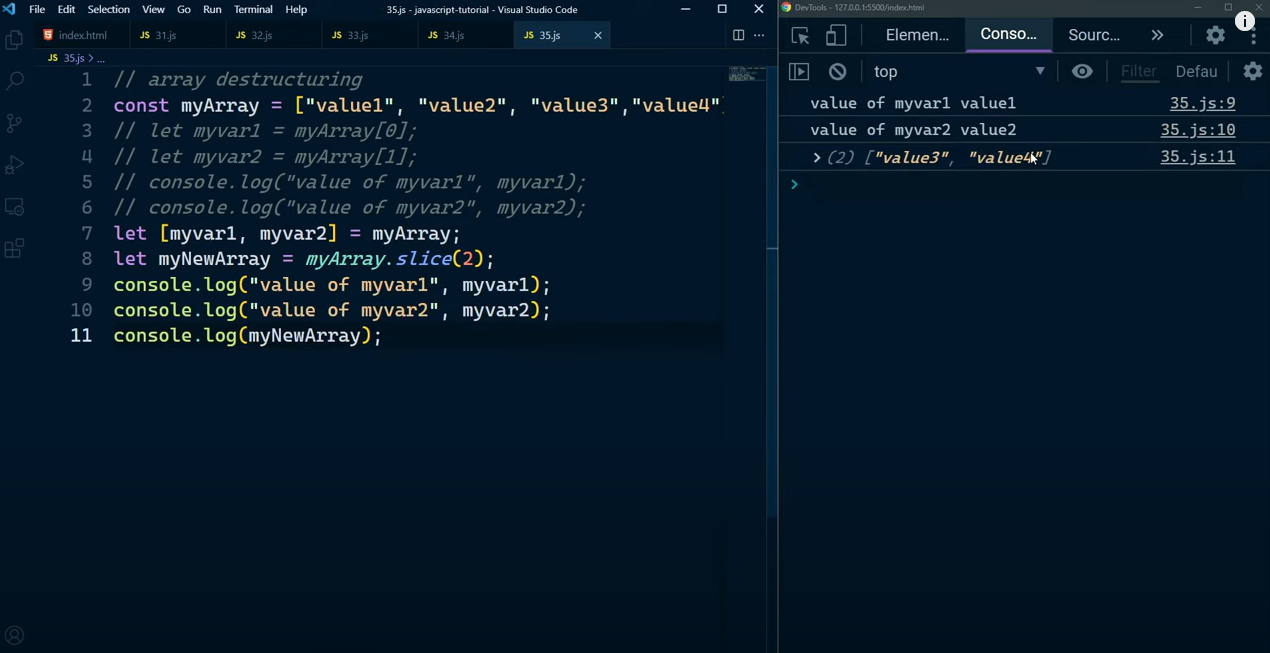 File Edit Selection View Go Run Terminal Help
35.js - javascript-tutorial - Visual Studio Code
index.html JS 31.js JS 32.js JS 33.js JS 34.js JS 35.js
JS 35.js > ...
1 // array destructuring
2 const myArray = ["value1", "value2", "value3","value4"
3 // let myvar1 = myArray[0];
4 // let myvar2 = myArray[1];
5 // console.log("value of myvar1", myvar1);
6 // console.log("value of myvar2", myvar2);
7 let [myvar1, myvar2] = myArray;
8 let myNewArray = myArray.slice(2);
9 console.log("value of myvar1", myvar1);
10 console.log("value of myvar2", myvar2);
11 console.log(myNewArray);
DevTools - 127.0.0.1:5500/index.html
Elemen... Conso... Sourc... »
top Filter Defau
value of myvar1 value1 35.js:9
value of myvar2 value2 35.js:10
(2) ["value3", "value4"] 35.js:11